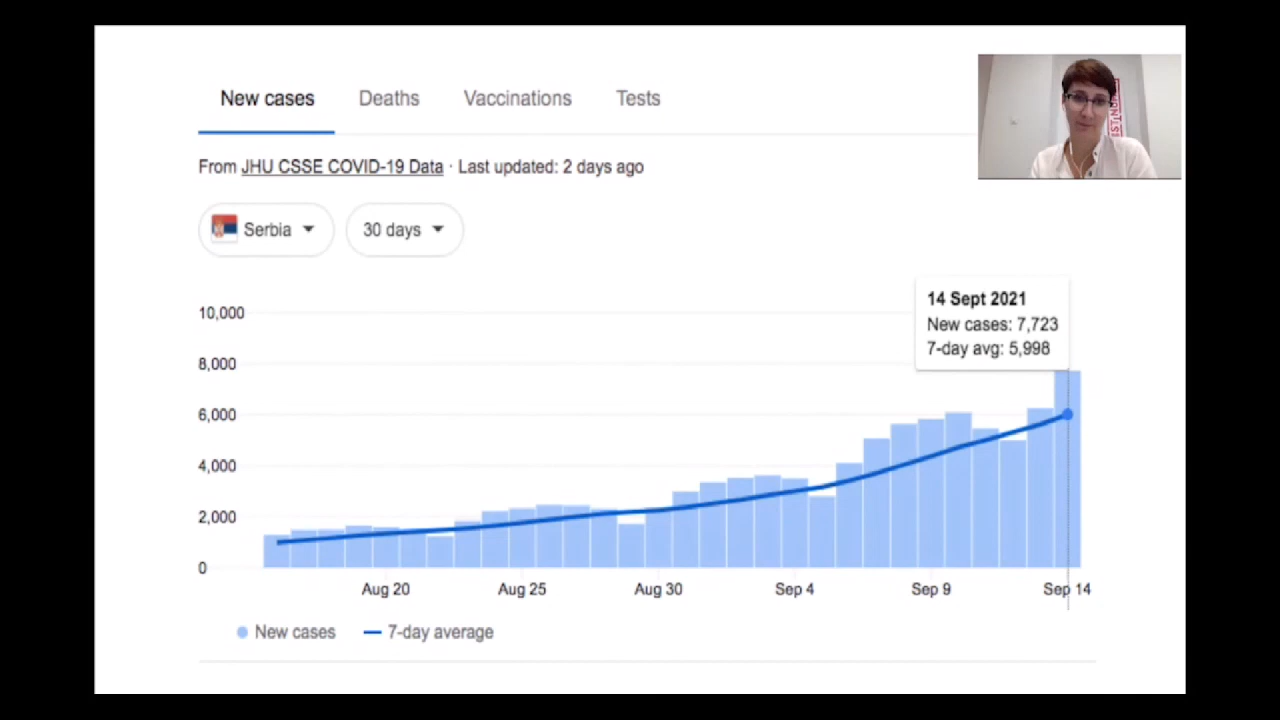 New cases Deaths Vaccinations Tests
From JHU CSSE COVID-19 Data · Last updated: 2 days ago
Serbia 30 days
14 Sept 2021
New cases: 7,723
7-day avg: 5,998
10,000
8,000
6,000
4,000
2,000
0
Aug 20 Aug 25 Aug 30 Sep 4 Sep 9 Sep 14
New cases 7-day average